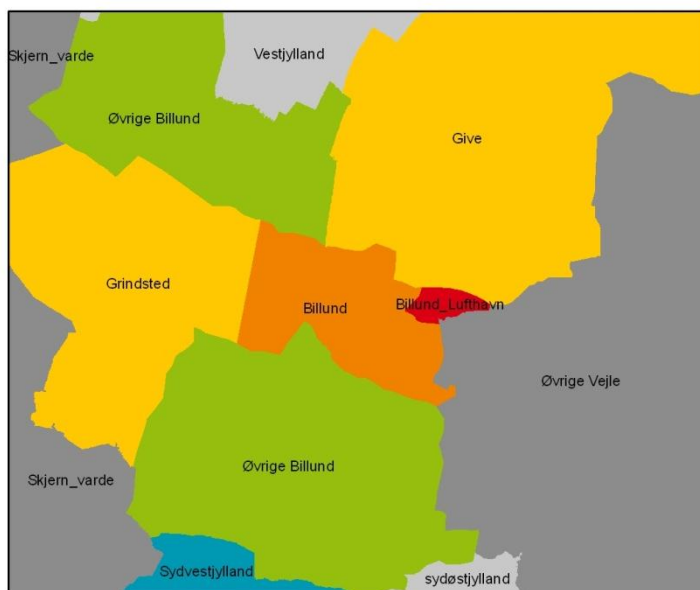 Skjern_varde
Vestjylland
Øvrige Billund
Give
Grindsted
Billund
Billund_Lufthavn
Øvrige Vejle
Øvrige Billund
Skjern_varde
Sydvestjylland
sydøstjylland